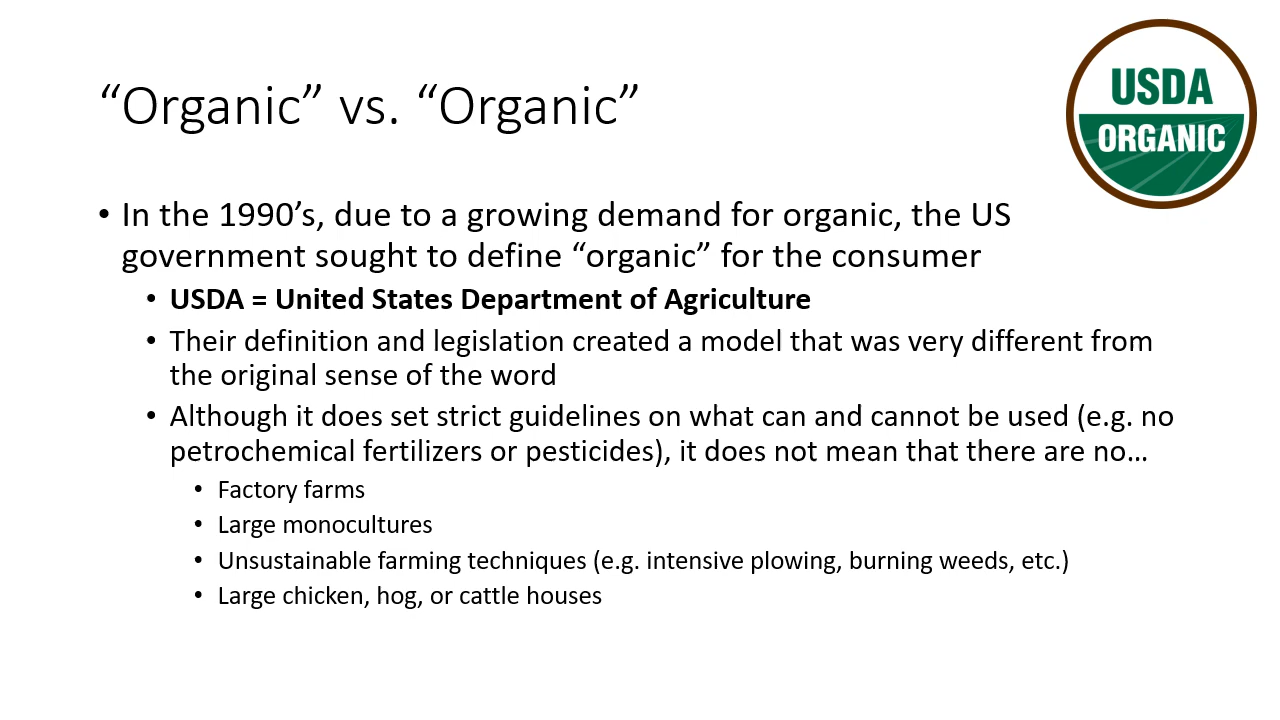 “Organic” vs. “Organic”
USDA
ORGANIC
• In the 1990’s, due to a growing demand for organic, the US
government sought to define “organic” for the consumer
• USDA = United States Department of Agriculture
• Their definition and legislation created a model that was very different from
the original sense of the word
• Although it does set strict guidelines on what can and cannot be used (e.g. no
petrochemical fertilizers or pesticides), it does not mean that there are no…
• Factory farms
• Large monocultures
• Unsustainable farming techniques (e.g. intensive plowing, burning weeds, etc.)
• Large chicken, hog, or cattle houses